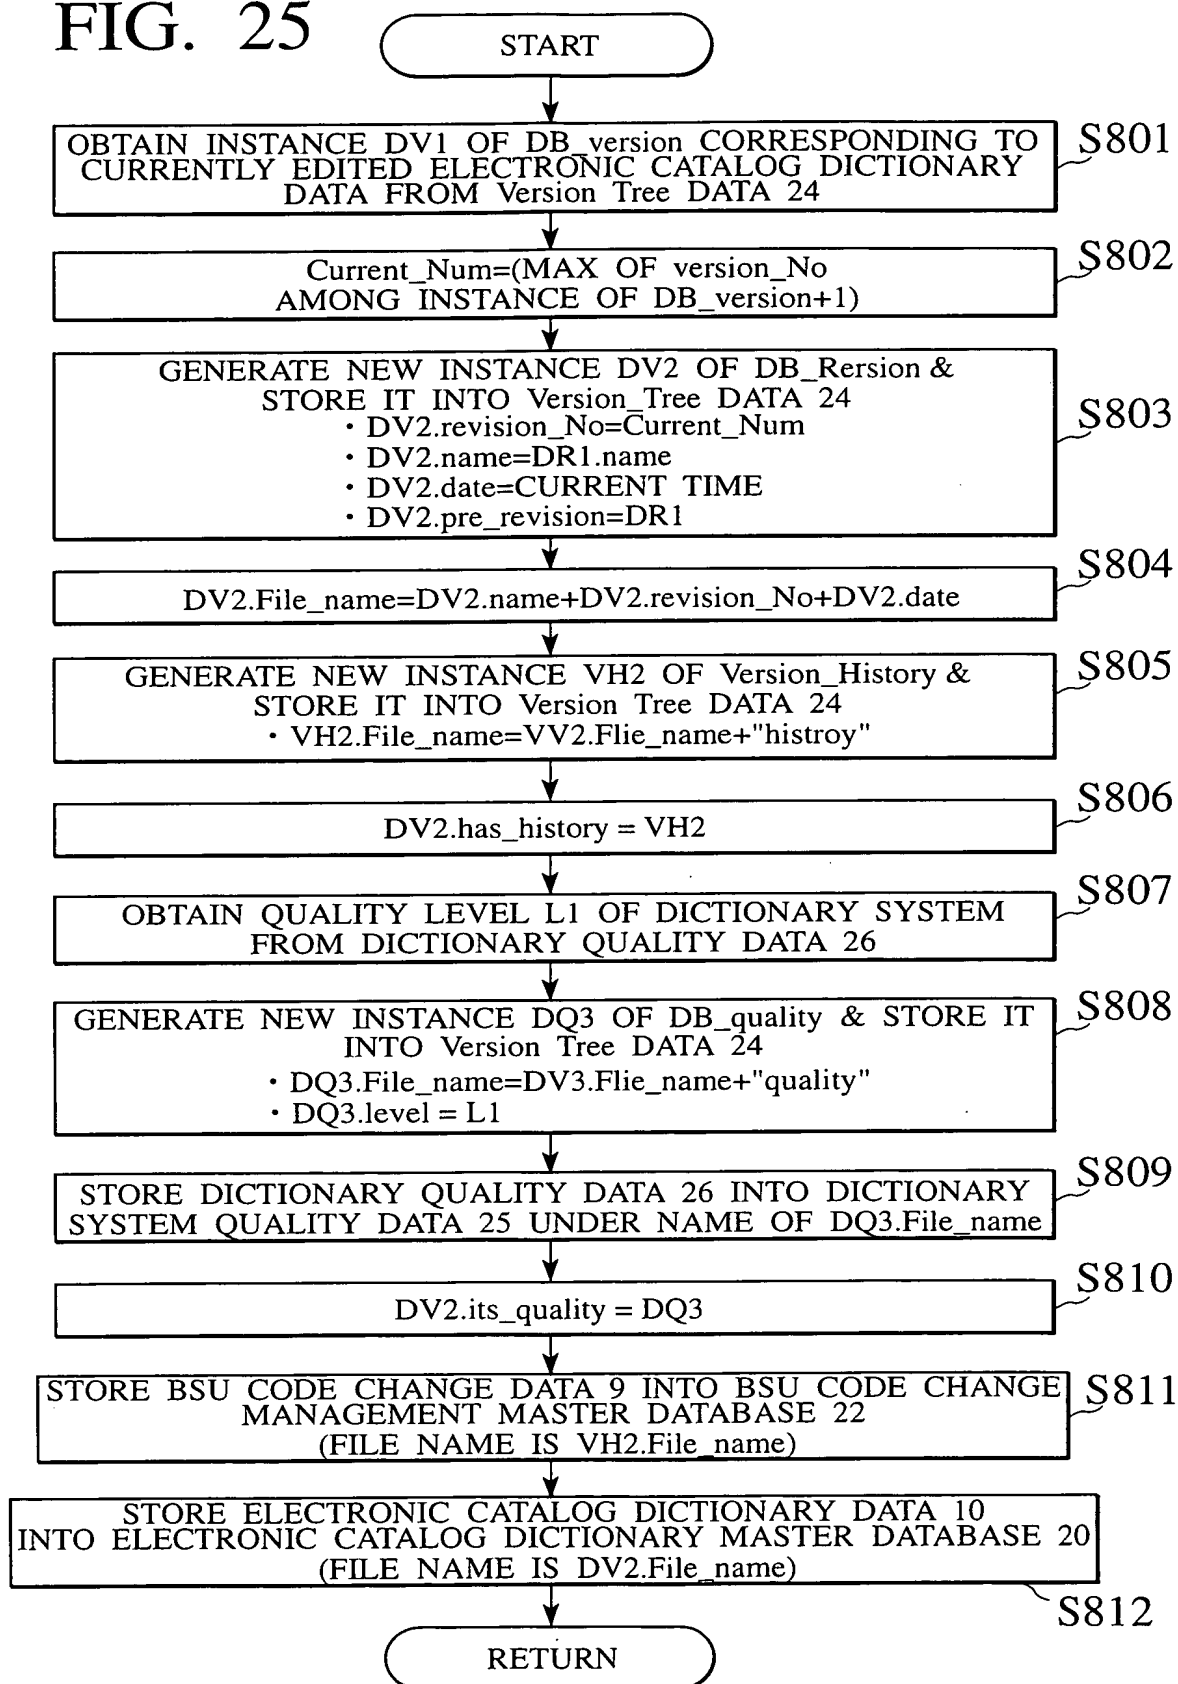 FIG. 25
START
OBTAIN INSTANCE DV1 OF DB_version CORRESPONDING TO
CURRENTLY EDITED ELECTRONIC CATALOG DICTIONARY
DATA FROM Version Tree DATA 24
S801
Current_Num=(MAX OF version_No
AMONG INSTANCE OF DB_version+1)
S802
GENERATE NEW INSTANCE DV2 OF DB_Rersion &
STORE IT INTO Version_Tree DATA 24
・DV2.revision_No=Current_Num
・DV2.name=DR1.name
・DV2.date=CURRENT TIME
・DV2.pre_revision=DR1
S803
DV2.File_name=DV2.name+DV2.revision_No+DV2.date
S804
GENERATE NEW INSTANCE VH2 OF Version_History &
STORE IT INTO Version Tree DATA 24
・VH2.File_name=VV2.Flie_name+"histroy"
S805
DV2.has_history = VH2
S806
OBTAIN QUALITY LEVEL L1 OF DICTIONARY SYSTEM
FROM DICTIONARY QUALITY DATA 26
S807
GENERATE NEW INSTANCE DQ3 OF DB_quality & STORE IT
INTO Version Tree DATA 24
・DQ3.File_name=DV3.Flie_name+"quality"
・DQ3.level = L1
S808
STORE DICTIONARY QUALITY DATA 26 INTO DICTIONARY
SYSTEM QUALITY DATA 25 UNDER NAME OF DQ3.File_name
S809
DV2.its_quality = DQ3
S810
STORE BSU CODE CHANGE DATA 9 INTO BSU CODE CHANGE
MANAGEMENT MASTER DATABASE 22
(FILE NAME IS VH2.File_name)
S811
STORE ELECTRONIC CATALOG DICTIONARY DATA 10
INTO ELECTRONIC CATALOG DICTIONARY MASTER DATABASE 20
(FILE NAME IS DV2.File_name)
S812
RETURN